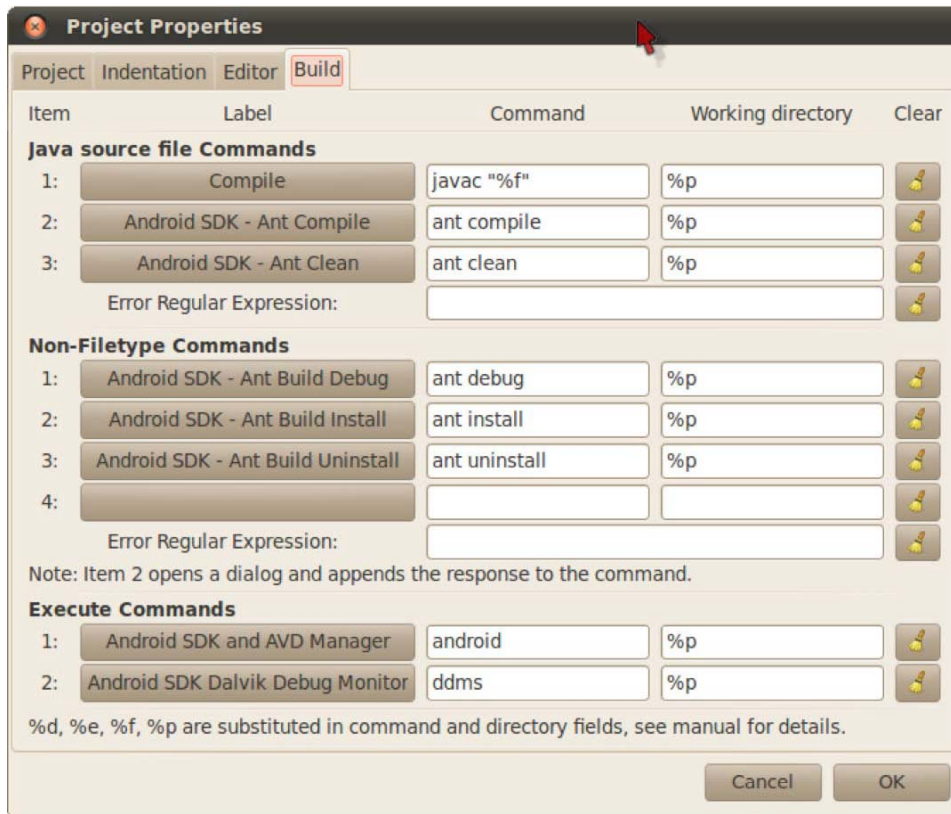 Project Properties
Project Indentation Editor Build
Item Label Command Working directory Clear
Java source file Commands
1: Compile javac "%f" %p
2: Android SDK - Ant Compile ant compile %p
3: Android SDK - Ant Clean ant clean %p
Error Regular Expression:
Non-Filetype Commands
1: Android SDK - Ant Build Debug ant debug %p
2: Android SDK - Ant Build Install ant install %p
3: Android SDK - Ant Build Uninstall ant uninstall %p
4:
Error Regular Expression:
Note: Item 2 opens a dialog and appends the response to the command.
Execute Commands
1: Android SDK and AVD Manager android %p
2: Android SDK Dalvik Debug Monitor ddms %p
%d, %e, %f, %p are substituted in command and directory fields, see manual for details.
Cancel OK